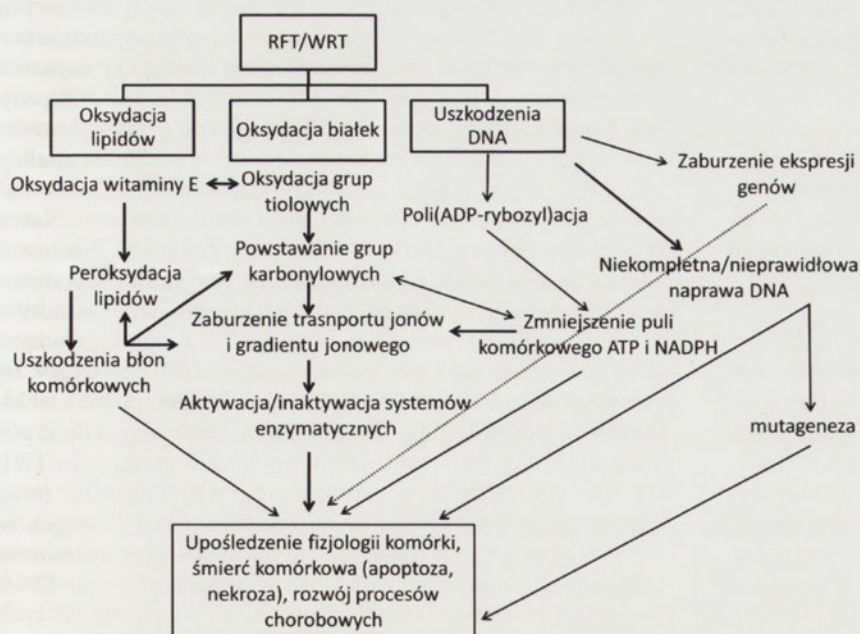 RFT/WRT
Oksydacja
lipidów
Oksydacja białek
Uszkodzenia
DNA
Zaburzenie ekspresji
genów
Oksydacja witaminy E
Oksydacja grup
tiolowych
Poli(ADP-rybozyl)acja
Peroksydacja
lipidów
Powstawanie grup
karbonylowych
Niekompletna/nieprawidłowa
naprawa DNA
Zaburzenie trasnportu jonów
i gradientu jonowego
Zmniejszenie puli
komórkowego ATP i NADPH
Uszkodzenia błon
komórkowych
Aktywacja/inaktywacja systemów
enzymatycznych
mutageneza
Upośledzenie fizjologii komórki,
śmierć komórkowa (apoptoza,
nekroza), rozwój procesów
chorobowych